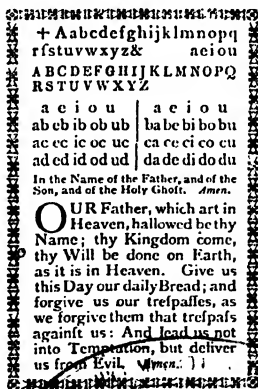 + Aabcdefghijklmnopq
rſstuvwxyz& aeiou
ABCDEFGHIJKLMNOPQ
RSTUVWXYZ
a e i o u | a e i o u
ab eb ib ob ub | ba be bi bo bu
ac ec ic oc uc | ca ce ci co cu
ad ed id od ud | da de di do du
In the Name of the Father, and of the
Son, and of the Holy Ghoſt. Amen.
OUR Father, which art in
Heaven, hallowed be thy
Name; thy Kingdom come,
thy Will be done on Earth,
as it is in Heaven. Give us
this Day our daily Bread; and
forgive us our treſpaſſes, as
we forgive them that treſpaſs
againſt us: And lead us not
into Temptation, but deliver
us from Evil. Amen.